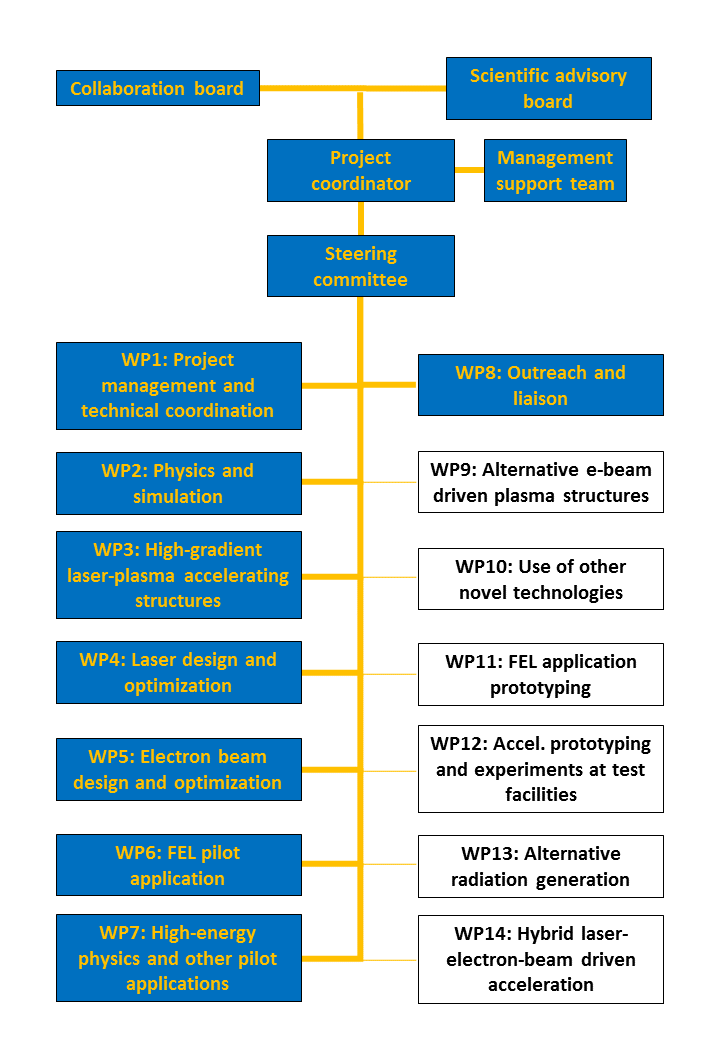 Collaboration board
Scientific advisory
board
Project
coordinator
Management
support team
Steering
committee
WP1: Project
management and
technical coordination
WP8: Outreach and
liaison
WP2: Physics and
simulation
WP9: Alternative e-beam
driven plasma structures
WP3: High-gradient
laser-plasma accelerating
structures
WP10: Use of other
novel technologies
WP4: Laser design and
optimization
WP11: FEL application
prototyping
WP5: Electron beam
design and optimization
WP12: Accel. prototyping
and experiments at test
facilities
WP6: FEL pilot
application
WP13: Alternative
radiation generation
WP7: High-energy
physics and other pilot
applications
WP14: Hybrid laser-
electron-beam driven
acceleration